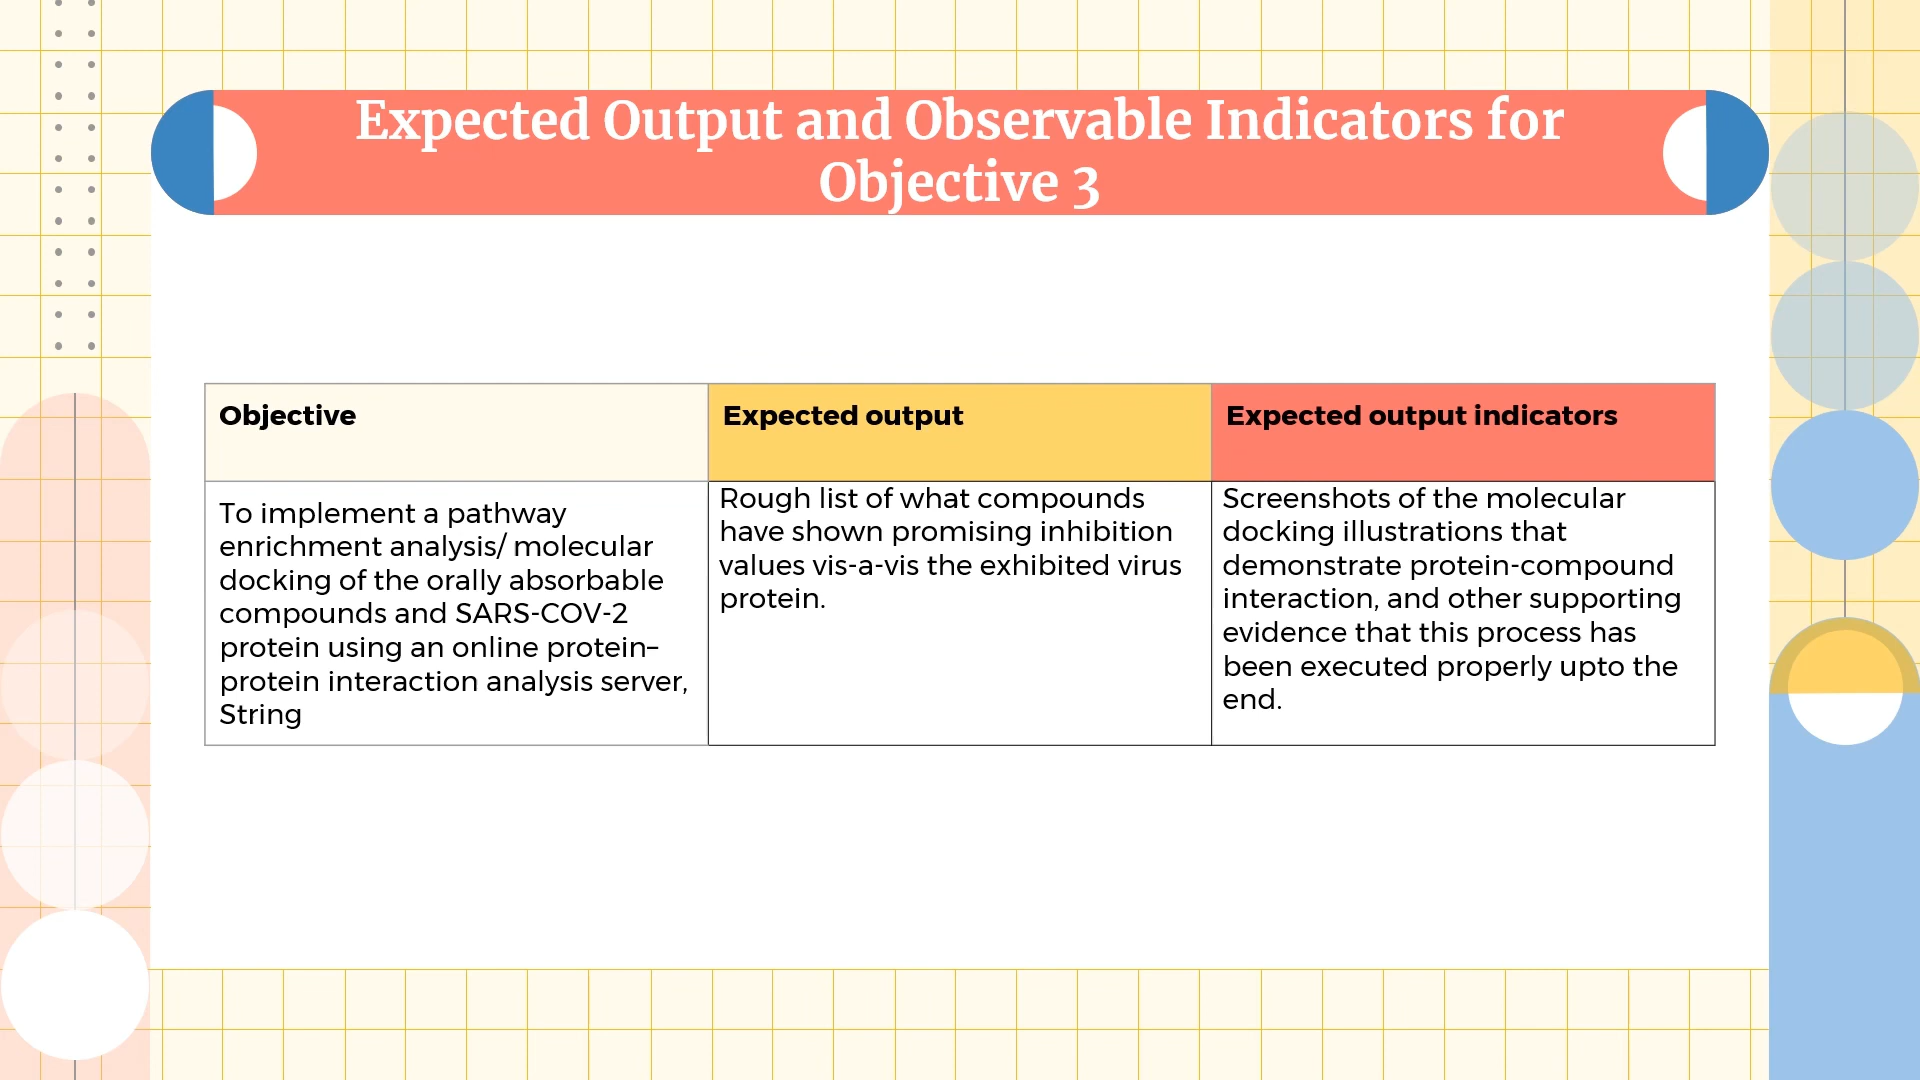 Expected Output and Observable Indicators for
Objective 3
Objective
Expected output
Expected output indicators
To implement a pathway
enrichment analysis/ molecular
docking of the orally absorbable
compounds and SARS-COV-2
protein using an online protein–
protein interaction analysis server,
String
Rough list of what compounds
have shown promising inhibition
values vis-a-vis the exhibited virus
protein.
Screenshots of the molecular
docking illustrations that
demonstrate protein-compound
interaction, and other supporting
evidence that this process has
been executed properly upto the
end.